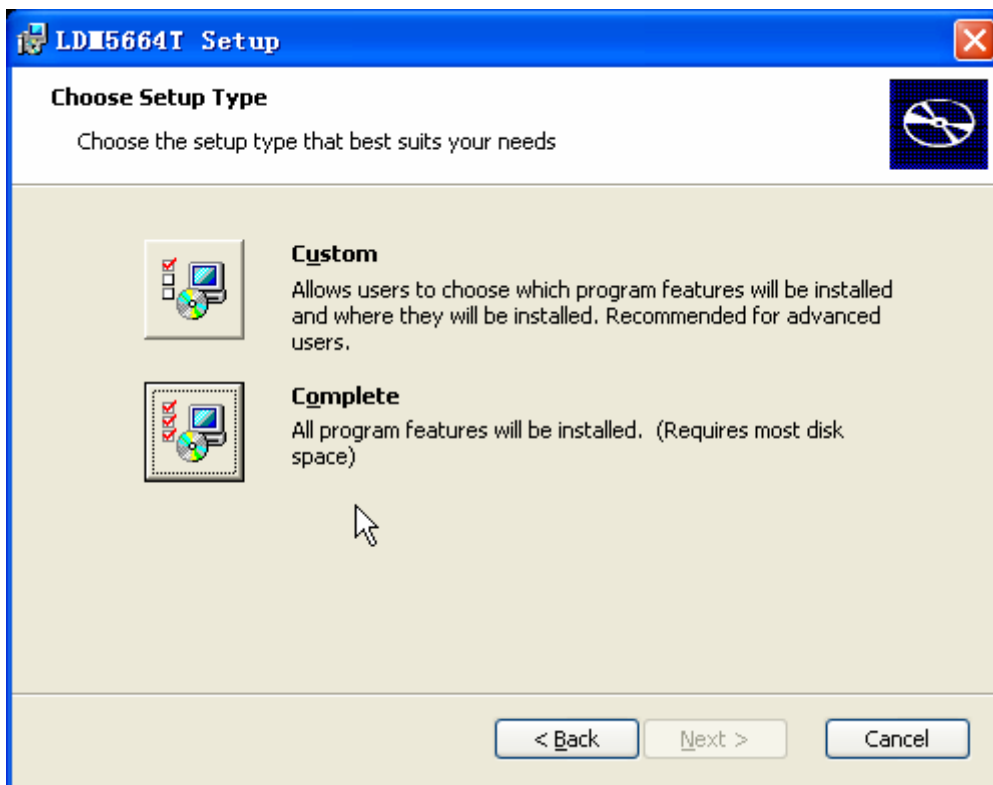 LDM5664T Setup
Choose Setup Type
Choose the setup type that best suits your needs
Custom
Allows users to choose which program features will be installed
and where they will be installed. Recommended for advanced
users.
Complete
All program features will be installed.  (Requires most disk
space)
< Back
Next >
Cancel